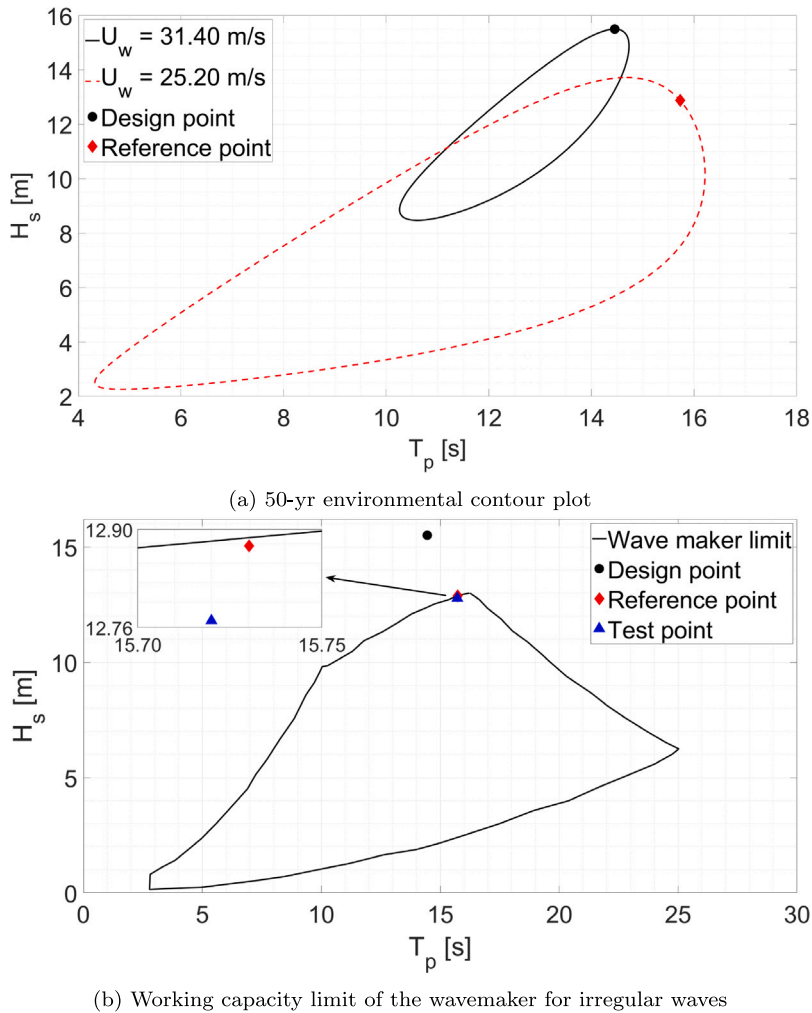 16
14
12
10
8
6
4
2
H_s [m]
U_w = 31.40 m/s
U_w = 25.20 m/s
Design point
Reference point
4 6 8 10 12 14 16 18
T_p [s]
(a) 50-yr environmental contour plot
15
10
5
0
H_s [m]
12.90
12.76
15.70 15.75
Wave maker limit
Design point
Reference point
Test point
0 5 10 15 20 25 30
T_p [s]
(b) Working capacity limit of the wavemaker for irregular waves